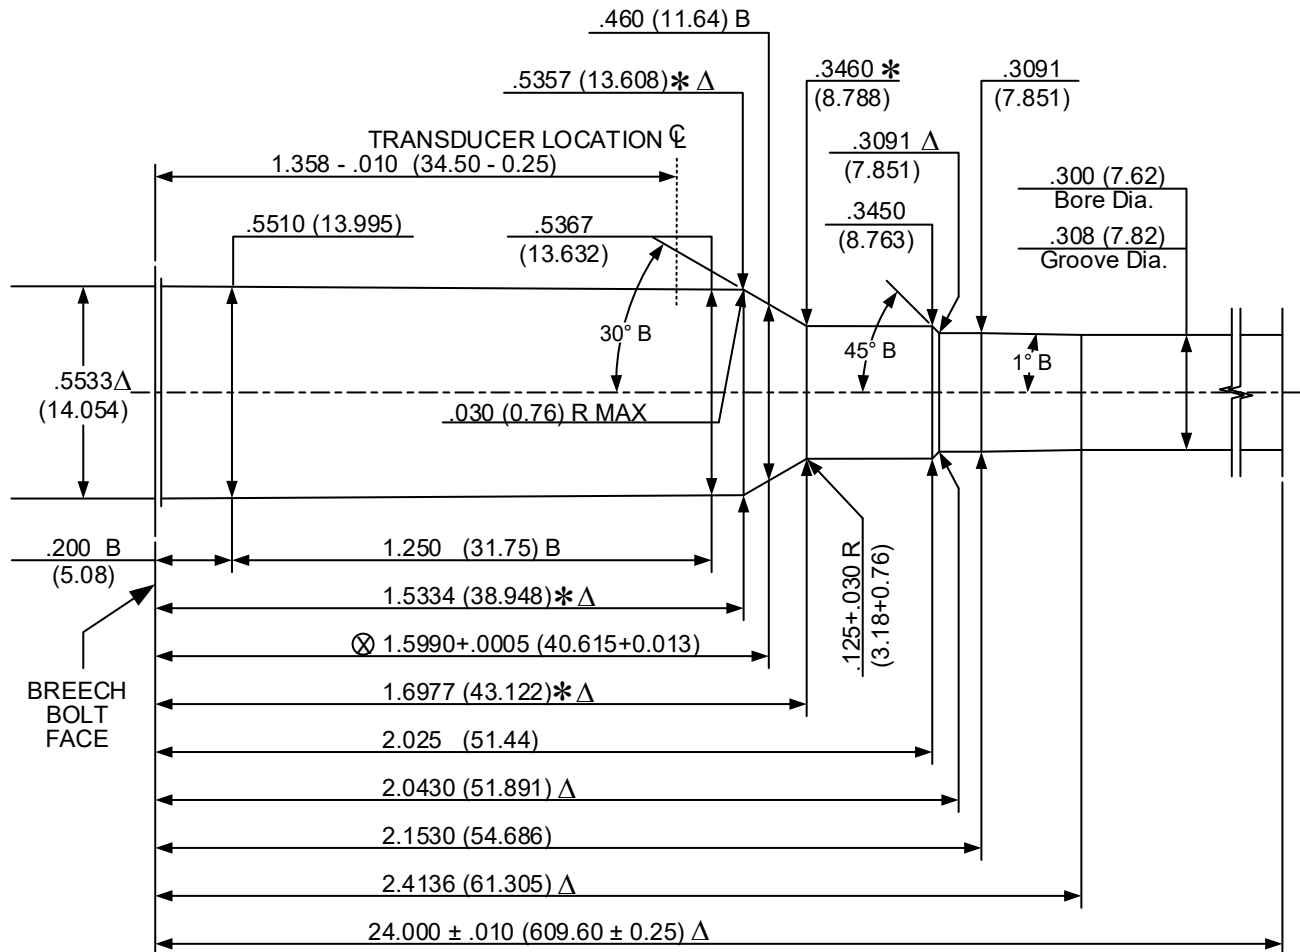 .460 (11.64) B
.5357 (13.608)✻ Δ
.3460 ✻
(8.788)
.3091
(7.851)
TRANSDUCER LOCATION ℄
1.358 - .010 (34.50 - 0.25)
.3091 Δ
(7.851)
.300 (7.62)
Bore Dia.
.5510 (13.995)
.5367
(13.632)
.3450
(8.763)
.308 (7.82)
Groove Dia.
30° B
45° B
1° B
.5533Δ
(14.054)
.030 (0.76) R MAX
.200 B
(5.08)
1.250 (31.75) B
.125+.030 R
(3.18+0.76)
1.5334 (38.948)✻ Δ
⊗ 1.5990+.0005 (40.615+0.013)
BREECH
BOLT
FACE
1.6977 (43.122)✻ Δ
2.025 (51.44)
2.0430 (51.891) Δ
2.1530 (54.686)
2.4136 (61.305) Δ
24.000 ± .010 (609.60 ± 0.25) Δ